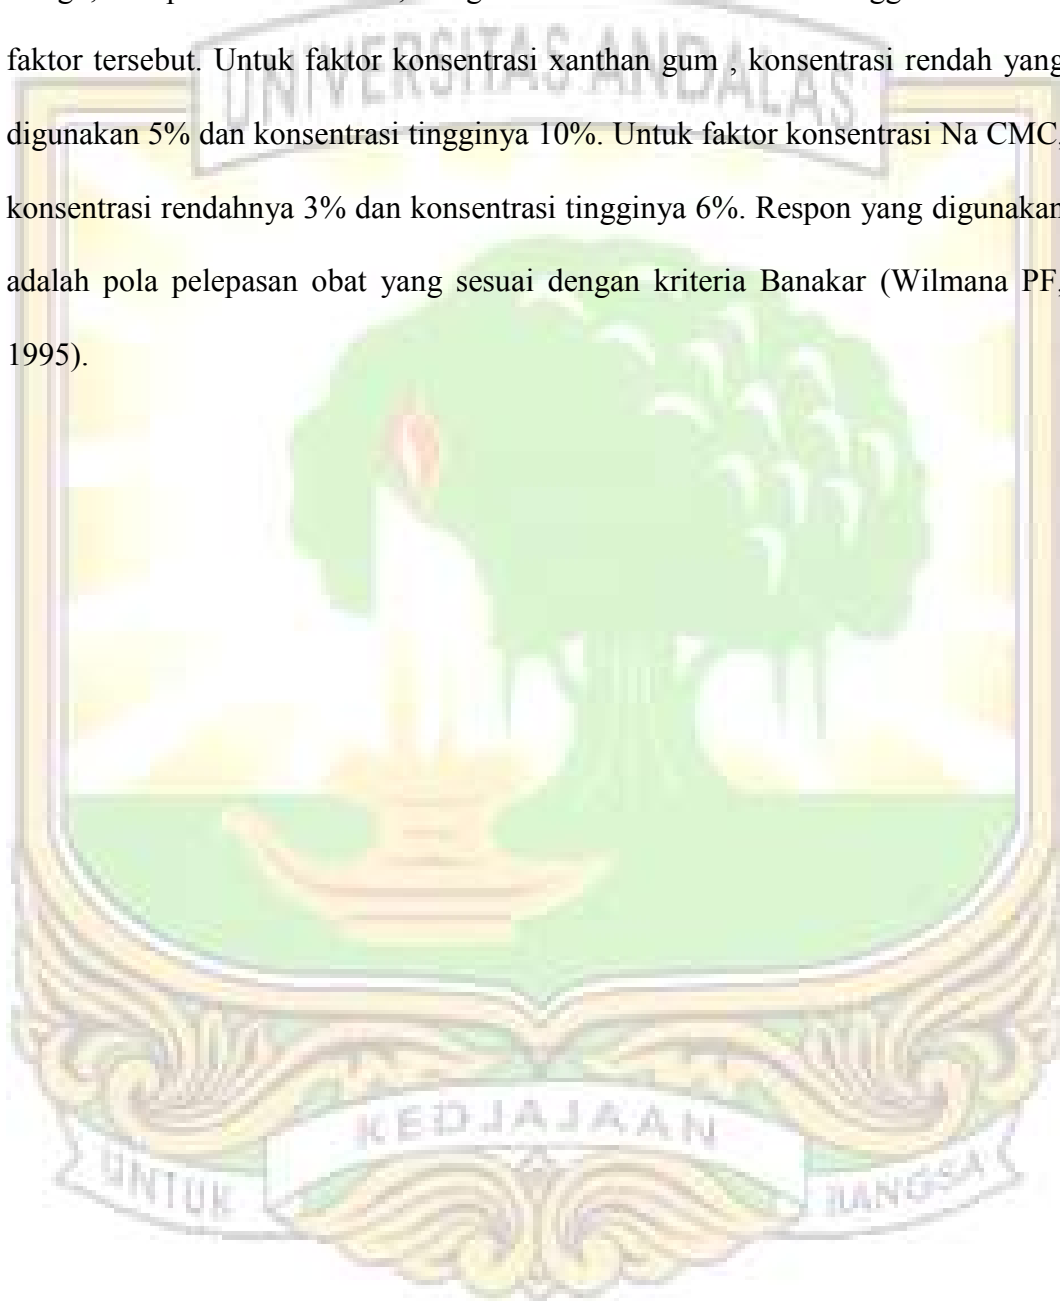 faktor tersebut. Untuk faktor konsentrasi xanthan gum , konsentrasi rendah yang
digunakan 5% dan konsentrasi tingginya 10%. Untuk faktor konsentrasi Na CMC,
konsentrasi rendahnya 3% dan konsentrasi tingginya 6%. Respon yang digunakan
adalah pola pelepasan obat yang sesuai dengan kriteria Banakar (Wilmana PF,
1995).
UNIVERSITAS ANDALAS
UNTUK KEDJAJAAN BANGSA